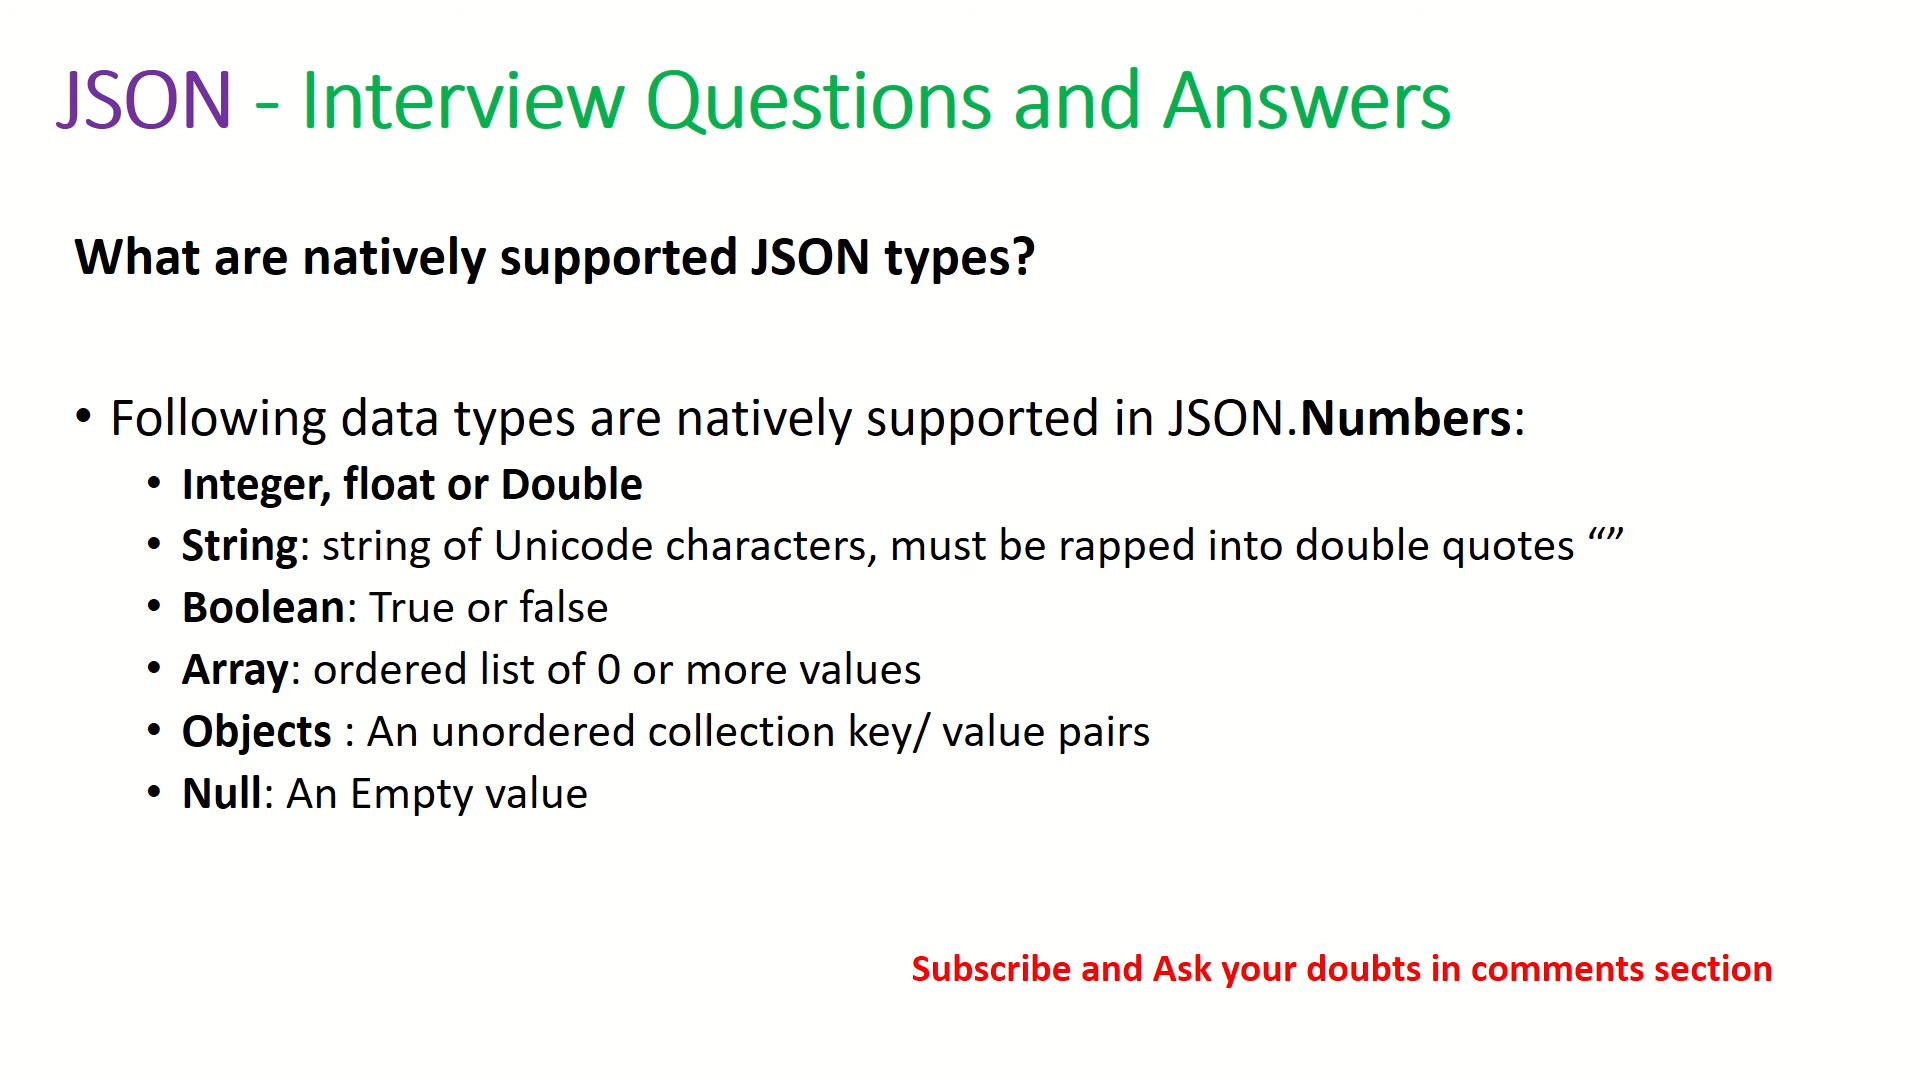 JSON - Interview Questions and Answers
What are natively supported JSON types?
• Following data types are natively supported in JSON.Numbers:
• Integer, float or Double
• String: string of Unicode characters, must be rapped into double quotes “”
• Boolean: True or false
• Array: ordered list of 0 or more values
• Objects : An unordered collection key/ value pairs
• Null: An Empty value
Subscribe and Ask your doubts in comments section